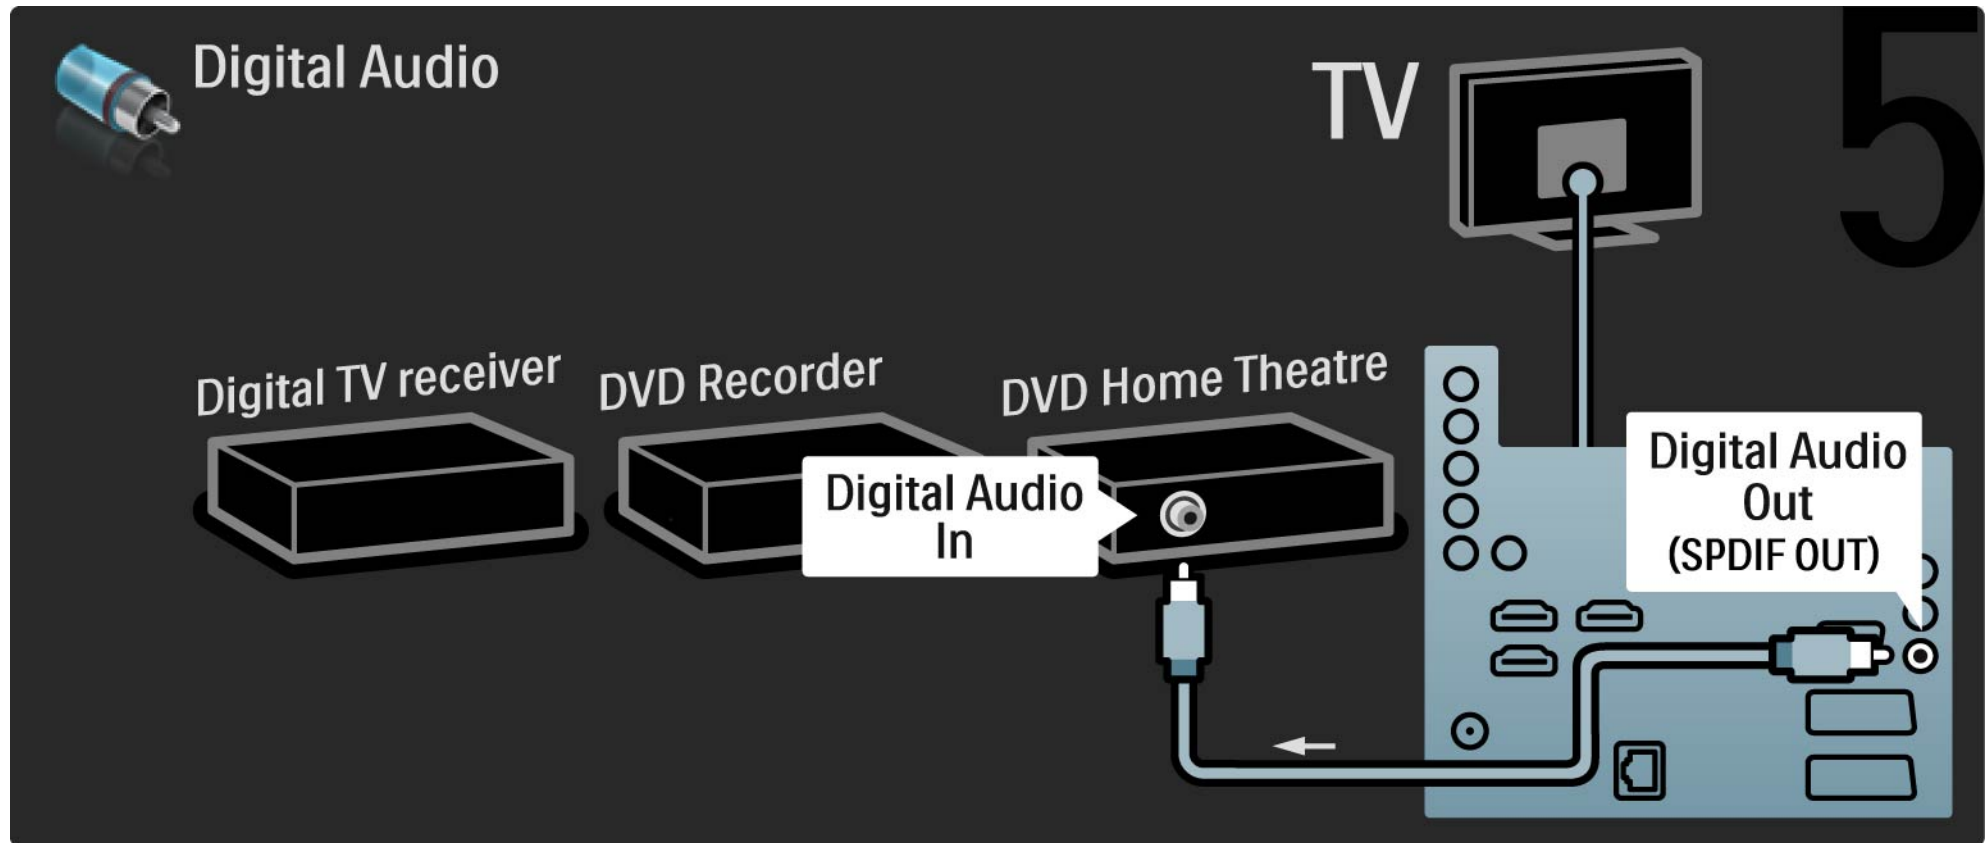 Digital Audio
TV
5
Digital TV receiver
DVD Recorder
DVD Home Theatre
Digital Audio
In
Digital Audio
Out
(SPDIF OUT)